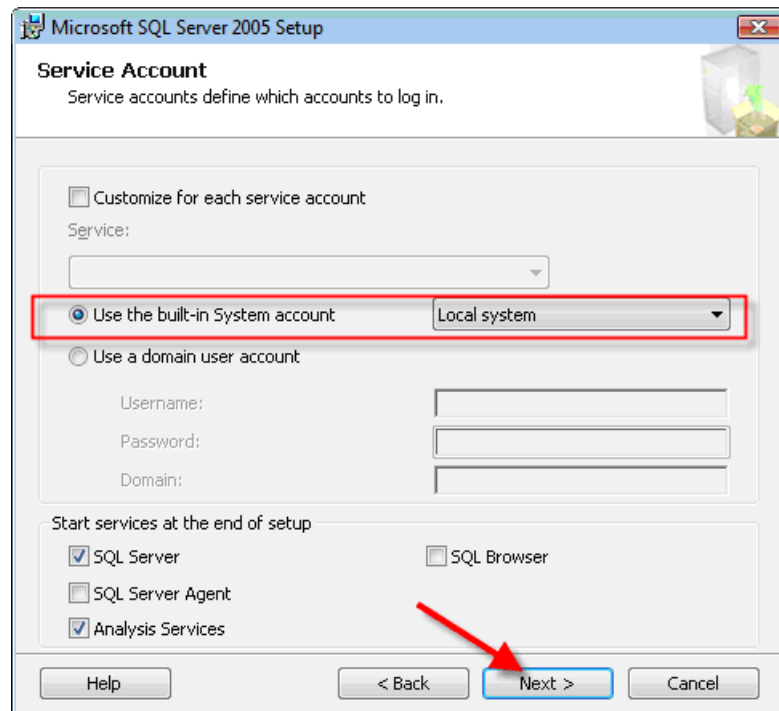 Microsoft SQL Server 2005 Setup
Service Account
Service accounts define which accounts to log in.
Customize for each service account
Service:
Use the built-in System account Local system
Use a domain user account
Username:
Password:
Domain:
Start services at the end of setup
SQL Server SQL Browser
SQL Server Agent
Analysis Services
Help < Back Next > Cancel